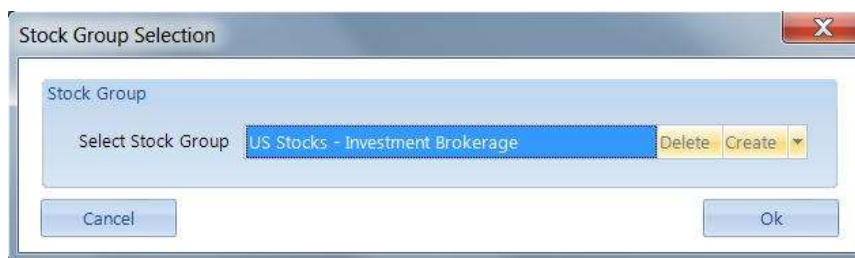 Stock Group Selection
X
Stock Group
Select Stock Group US Stocks - Investment Brokerage Delete Create
Cancel Ok